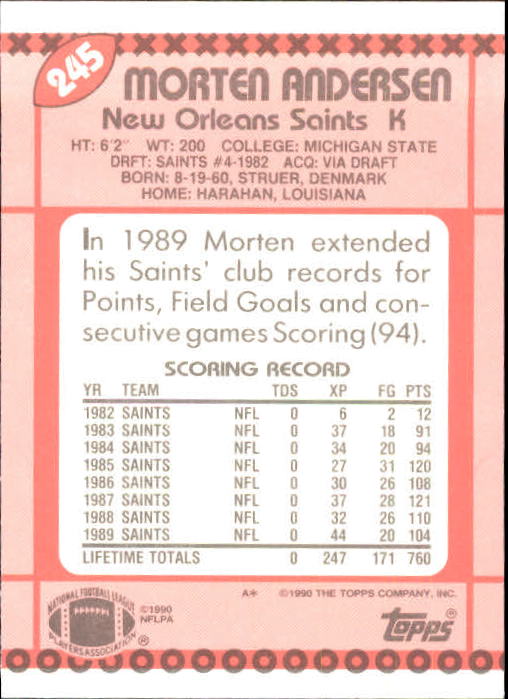 245
MORTEN ANDERSEN
New Orleans Saints K
HT: 6'2" WT: 200 COLLEGE: MICHIGAN STATE
DRFT: SAINTS #4-1982 ACQ: VIA DRAFT
BORN: 8-19-60, STRUER, DENMARK
HOME: HARAHAN, LOUISIANA
In 1989 Morten extended
his Saints' club records for
Points, Field Goals and con-
secutive games Scoring (94).
SCORING RECORD
YR TEAM TDS XP FG PTS
1982 SAINTS NFL 0 6 2 12
1983 SAINTS NFL 0 37 18 91
1984 SAINTS NFL 0 34 20 94
1985 SAINTS NFL 0 27 31 120
1986 SAINTS NFL 0 30 26 108
1987 SAINTS NFL 0 37 28 121
1988 SAINTS NFL 0 32 26 110
1989 SAINTS NFL 0 44 20 104
LIFETIME TOTALS 0 247 171 760
A* ©1990 THE TOPPS COMPANY, INC.
NATIONAL FOOTBALL LEAGUE
PLAYERS ASSOCIATION ®
©1990
NFLPA
topps®